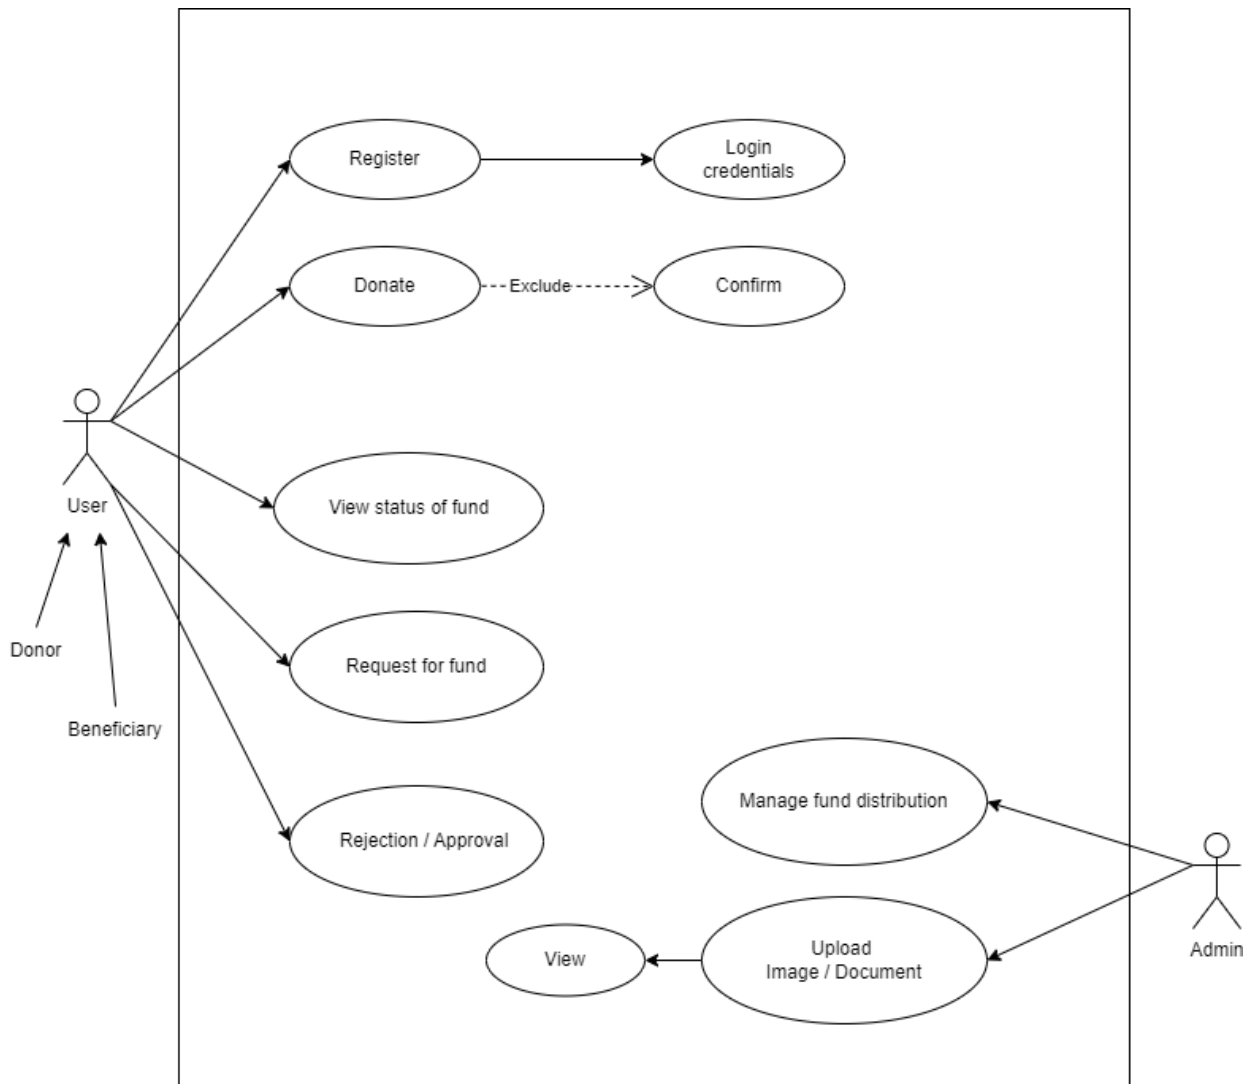 Register
Login
credentials
Donate
Exclude
Confirm
User
View status of fund
Donor
Request for fund
Beneficiary
Manage fund distribution
Rejection / Approval
View
Upload
Image / Document
Admin